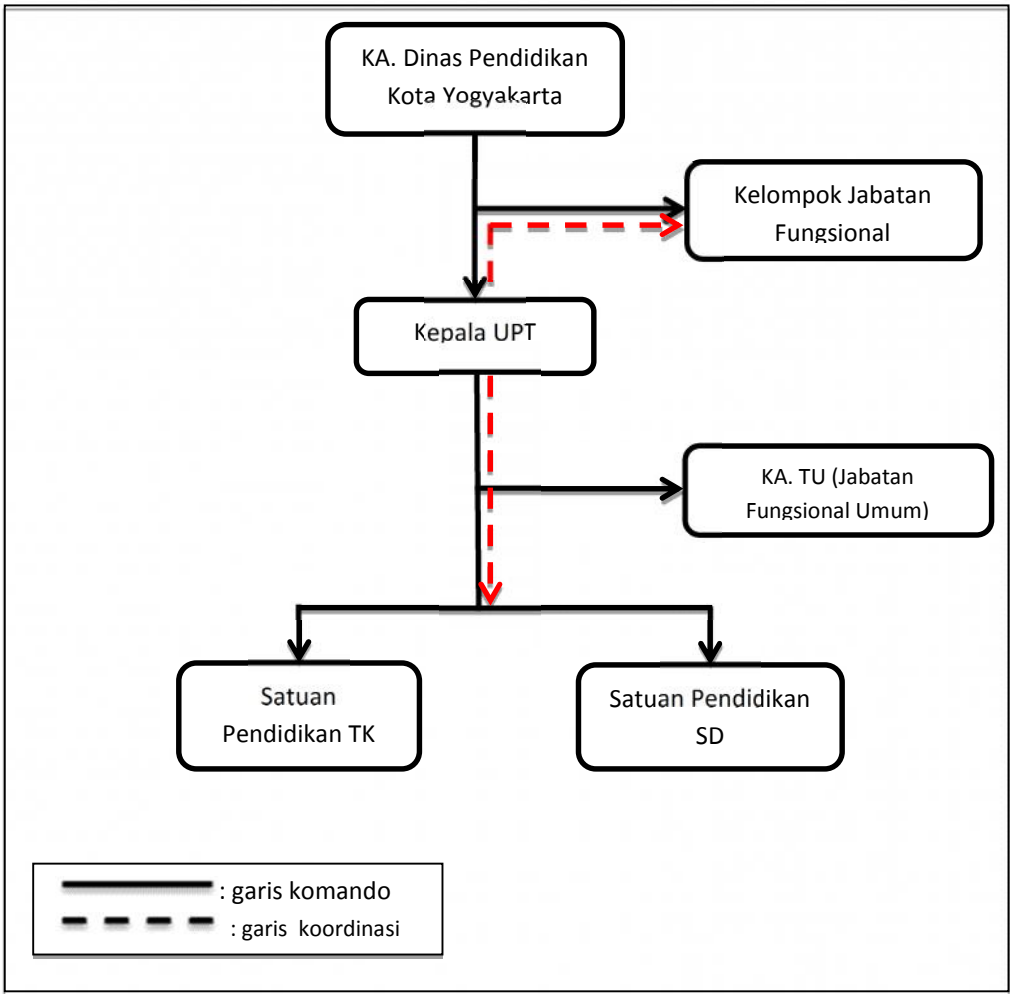 KA. Dinas Pendidikan
Kota Yogyakarta
Kelompok Jabatan
Fungsional
Kepala UPT
KA. TU (Jabatan
Fungsional Umum)
Satuan
Pendidikan TK
Satuan Pendidikan
SD
: garis komando
: garis koordinasi